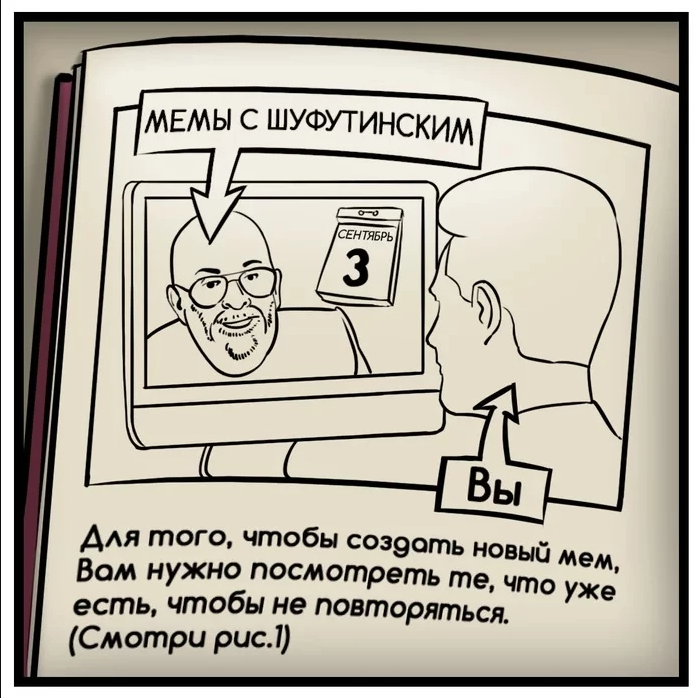 МЕМЫ С ШУФУТИНСКИМ
СЕНТЯБРЬ
3
Вы
Для того, чтобы создать новый мем,
Вам нужно посмотреть те, что уже
есть, чтобы не повторяться.
(Смотри рис.1)